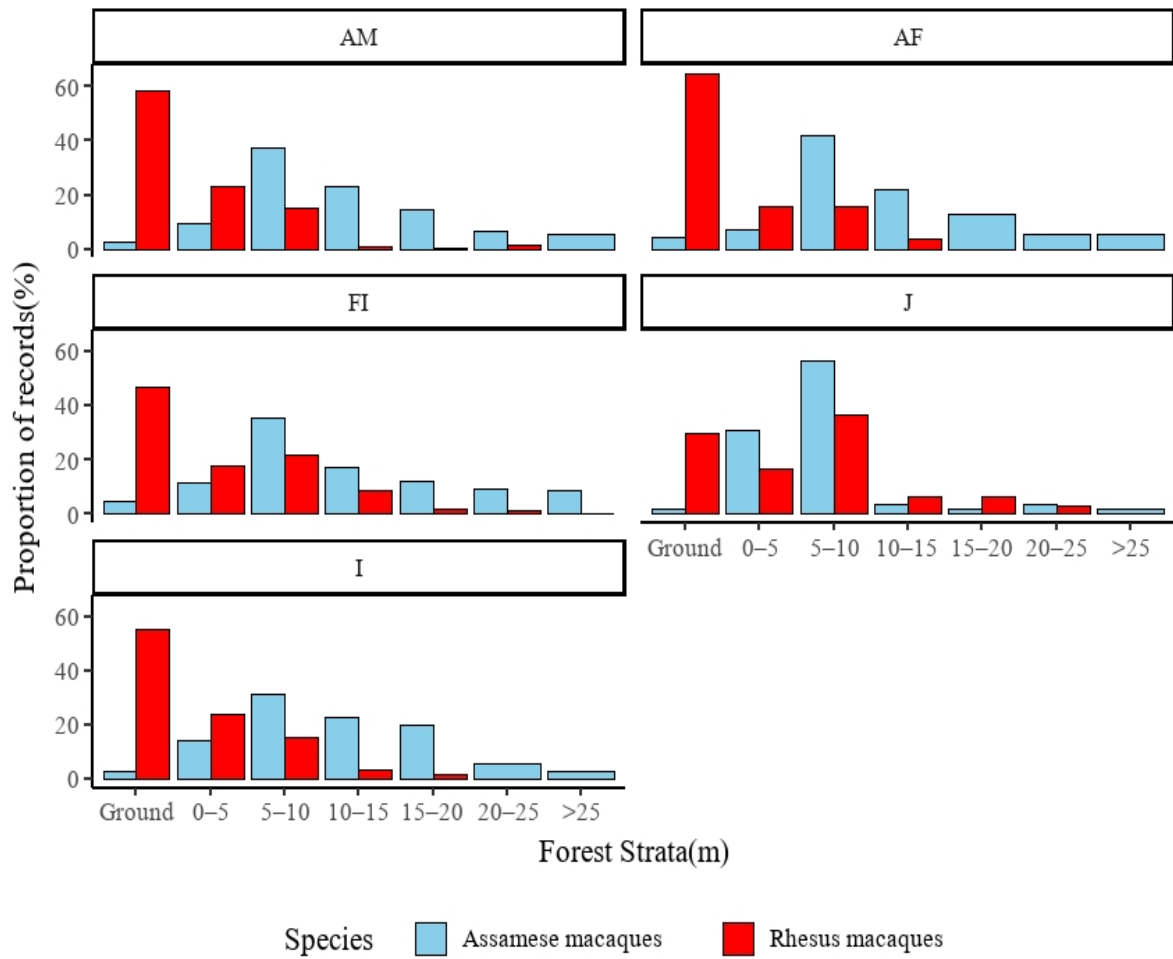 AM
AF
60
40
20
0
FI
J
60
40
20
0
Ground 0–5 5–10 10–15 15–20 20–25 >25
I
60
40
20
0
Ground 0–5 5–10 10–15 15–20 20–25 >25
Proportion of records(%)
Forest Strata(m)
Species Assamese macaques Rhesus macaques